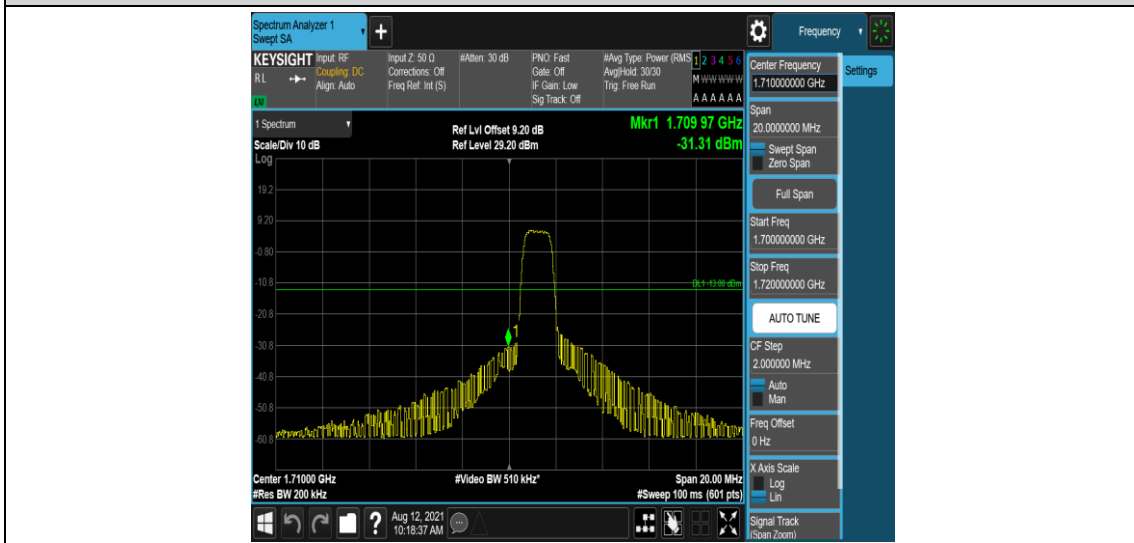 Spectrum Analyzer 1
Swept SA
+
Frequency
KEYSIGHT
RL
LXI
Input: RF
Coupling: DC
Align: Auto
Input Z: 50 Ω
Corrections: Off
Freq Ref: Int (S)
#Atten: 30 dB
PNO: Fast
Gate: Off
IF Gain: Low
Sig Track: Off
#Avg Type: Power (RMS
Avg|Hold: 30/30
Trig: Free Run
1 2 3 4 5 6
M W W W W W
A A A A A A
1 Spectrum
Scale/Div 10 dB
Log
Ref Lvl Offset 9.20 dB
Ref Level 29.20 dBm
Mkr1 1.709 97 GHz
-31.31 dBm
19.2
9.20
-0.80
-10.8
DL1 -13.00 dBm
-20.8
1
-30.8
-40.8
-50.8
-60.8
Center 1.71000 GHz
#Video BW 510 kHz*
Span 20.00 MHz
#Res BW 200 kHz
#Sweep 100 ms (601 pts)
?
Aug 12, 2021
10:18:37 AM
Center Frequency
1.710000000 GHz
Settings
Span
20.0000000 MHz
Swept Span
Zero Span
Full Span
Start Freq
1.700000000 GHz
Stop Freq
1.720000000 GHz
AUTO TUNE
CF Step
2.000000 MHz
Auto
Man
Freq Offset
0 Hz
X Axis Scale
Log
Lin
Signal Track
(Span Zoom)